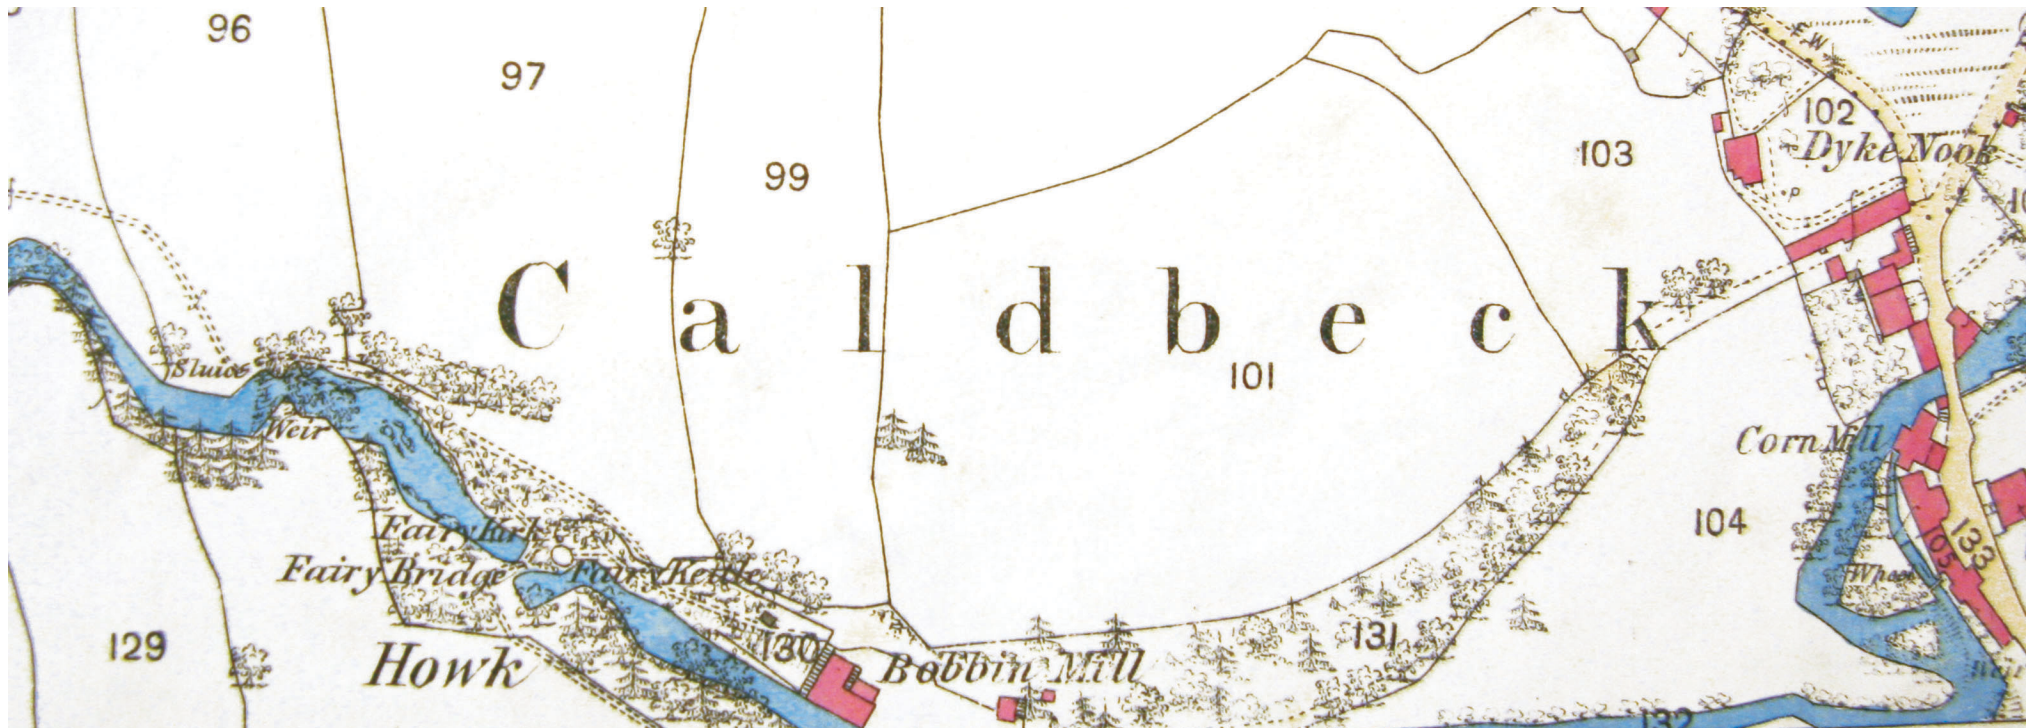 96
97
F.W
102
Dyke Nook
103
99
P
Caldbeck
101
Sluice
Weir
Corn Mill
104
Fairy Kirk
Fairy Bridge
Fairy Kettle
133
105
129
130
131
Howk
Bobbin Mill
132